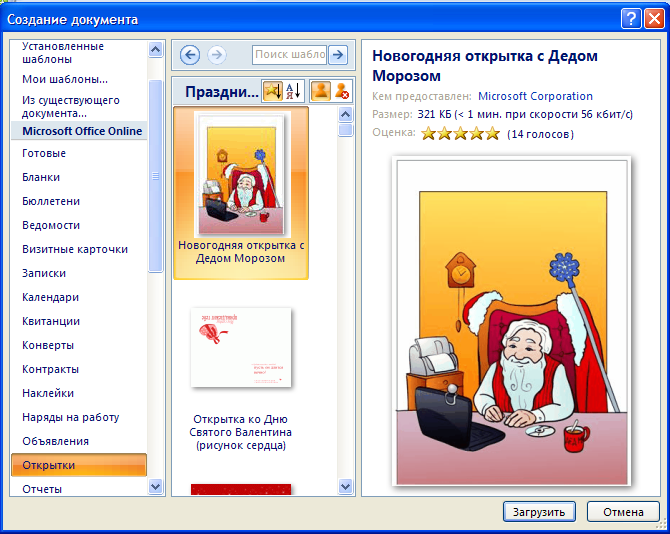 Создание документа
Установленные
шаблоны
Мои шаблоны...
Из существующего
документа...
Microsoft Office Online
Готовые
Бланки
Бюллетени
Ведомости
Визитные карточки
Записки
Календари
Квитанции
Конверты
Контракты
Наклейки
Наряды на работу
Объявления
Открытки
Отчеты
Поиск шабло
Праздни...
А
Я
Новогодняя открытка с
Дедом Морозом
Открытка ко Дню
Святого Валентина
(рисунок сердца)
Новогодняя открытка с Дедом
Морозом
Кем предоставлен: Microsoft Corporation
Размер: 321 КБ (< 1 мин. при скорости 56 кбит/с)
Оценка: (14 голосов)
Загрузить
Отмена